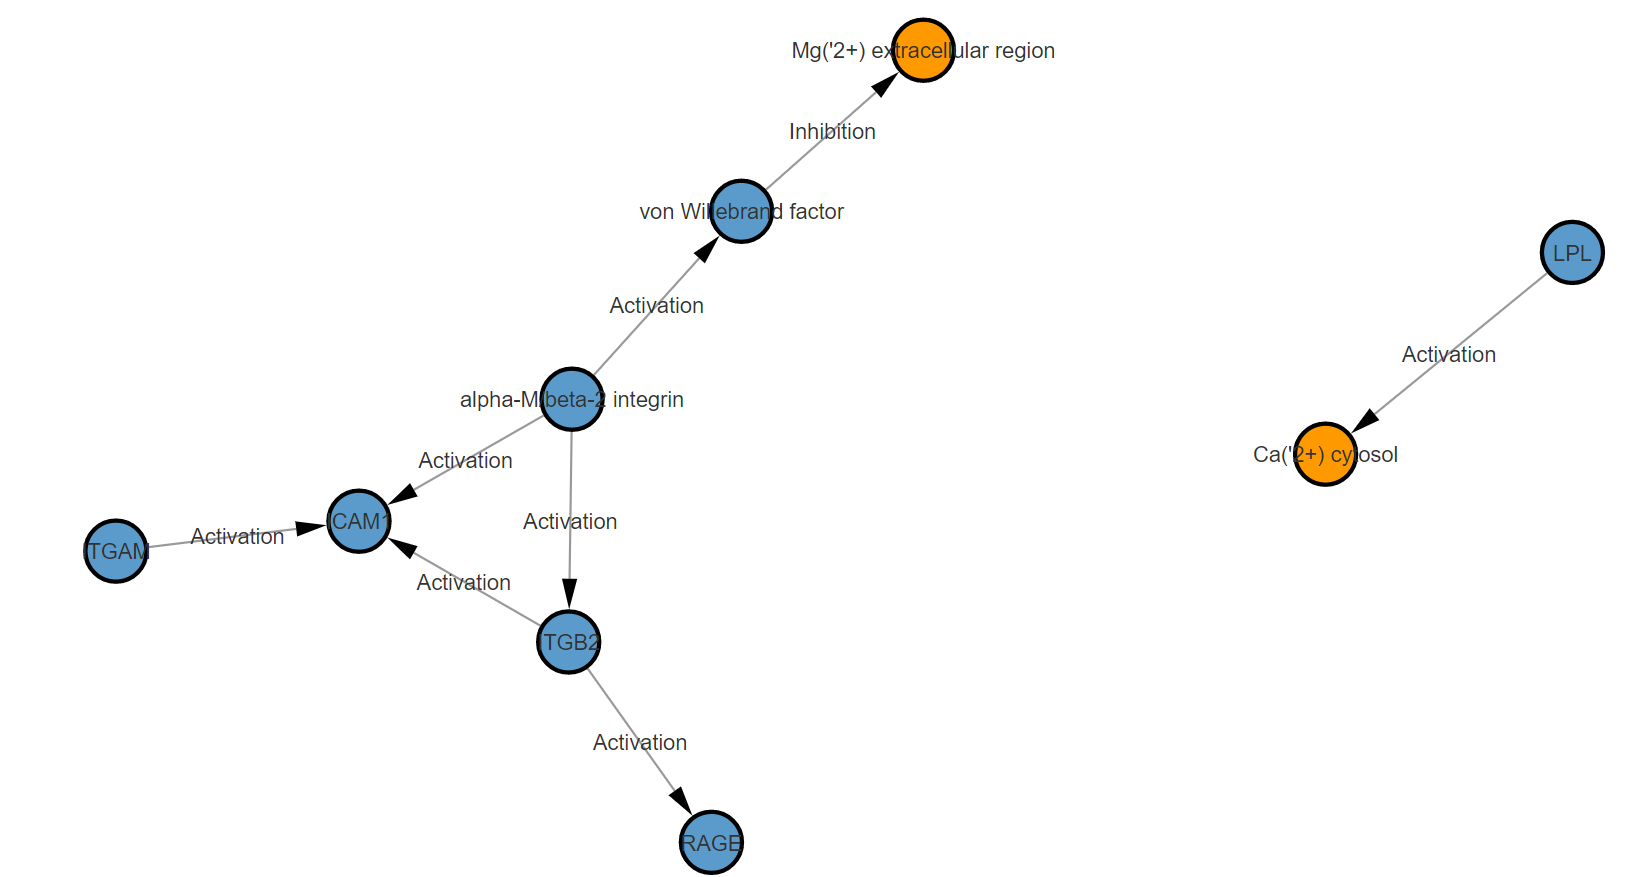 Mg('2+) extracellular region
Inhibition
von Willebrand factor
LPL
Activation
Activation
alpha-M/beta-2 integrin
Ca('2+) cytosol
Activation
ICAM1
Activation
Activation
ITGAM
Activation
ITGB2
Activation
RAGE